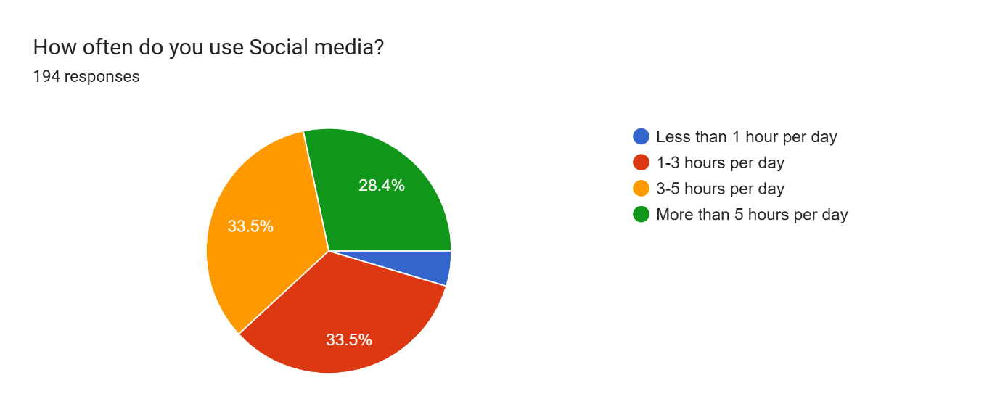 How often do you use Social media?
194 responses
28.4%
33.5%
33.5%
Less than 1 hour per day
1-3 hours per day
3-5 hours per day
More than 5 hours per day